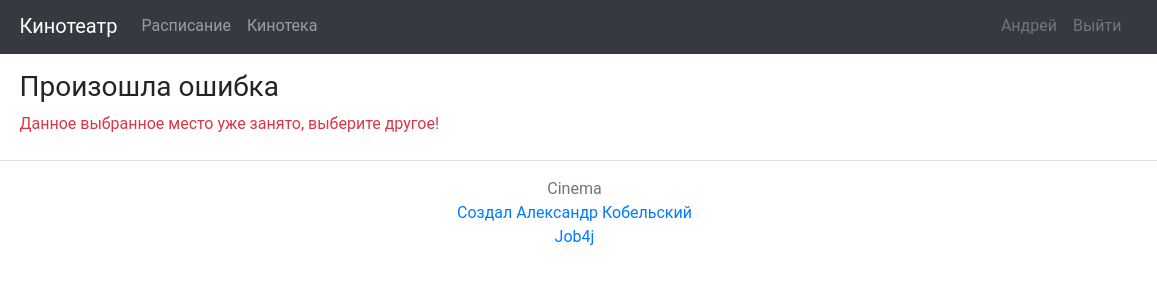 Кинотеатр Расписание Кинотека Андрей Выйти
Произошла ошибка
Данное выбранное место уже занято, выберите другое!
Cinema
Создал Александр Кобельский
Job4j